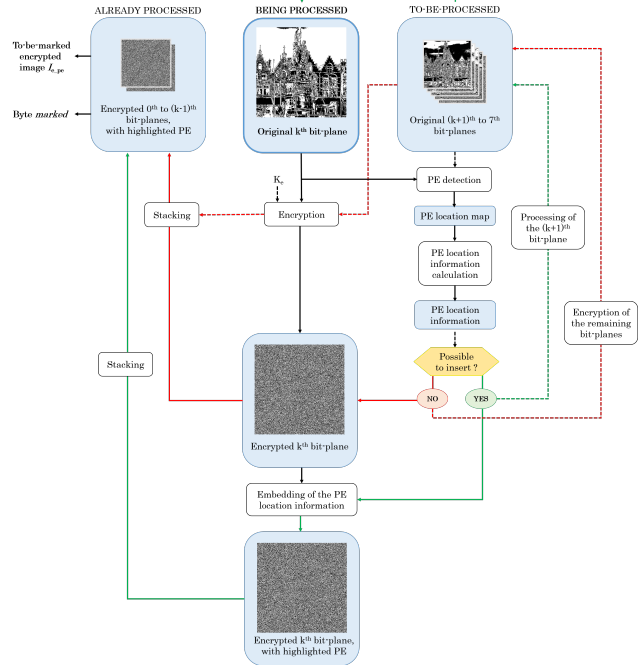 ALREADY PROCESSED
BEING PROCESSED
TO-BE-PROCESSED
To-be-marked
encrypted
image I_e_pe
Byte marked
Encrypted 0th to (k-1)th
bit-planes,
with highlighted PE
Original kth bit-plane
Original (k+1)th to 7th
bit-planes
PE detection
Ke
Stacking
Encryption
PE location map
Processing of
the (k+1)th
bit-plane
PE location
information
calculation
PE location
information
Encryption of
the remaining
bit-planes
Possible
to insert ?
Stacking
NO
YES
Encrypted kth bit-plane
Embedding of the PE
location information
Encrypted kth bit-plane,
with highlighted PE